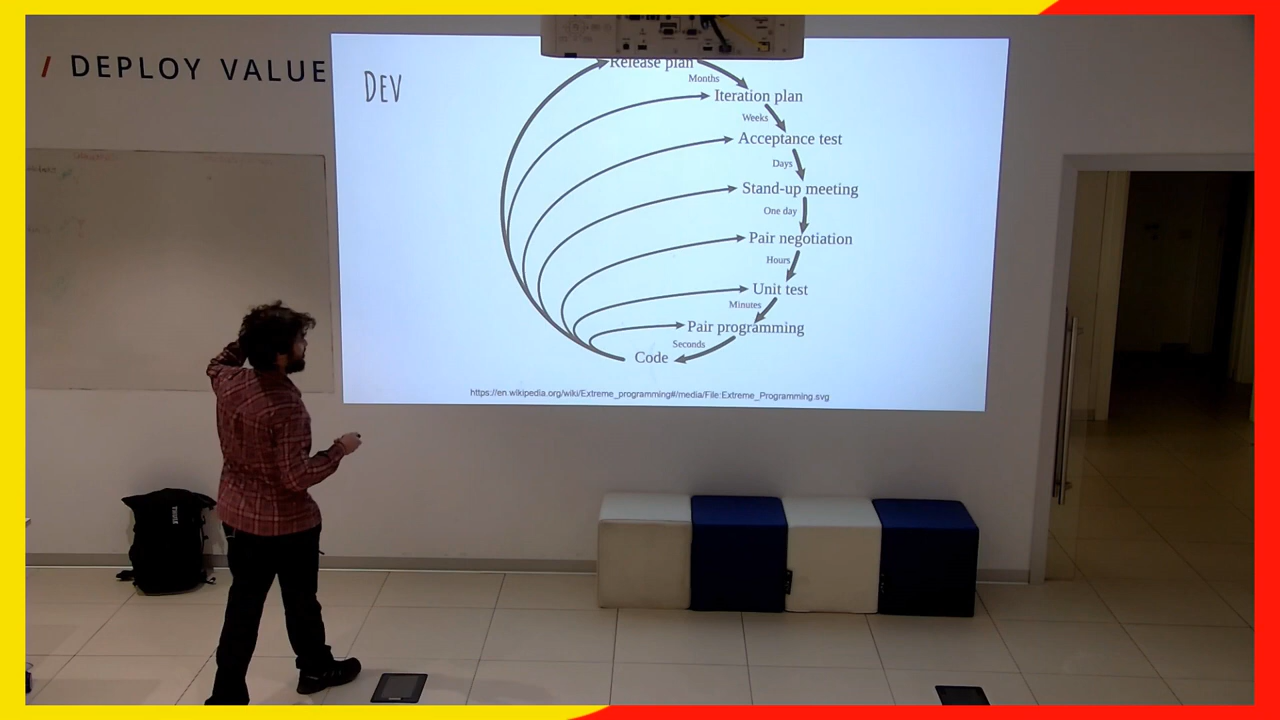 / DEPLOY VALUE
DEV
Release plan
Months
Iteration plan
Weeks
Acceptance test
Days
Stand-up meeting
One day
Pair negotiation
Hours
Unit test
Minutes
Pair programming
Seconds
Code
https://en.wikipedia.org/wiki/Extreme_programming#/media/File:Extreme_Programming.svg
THULE